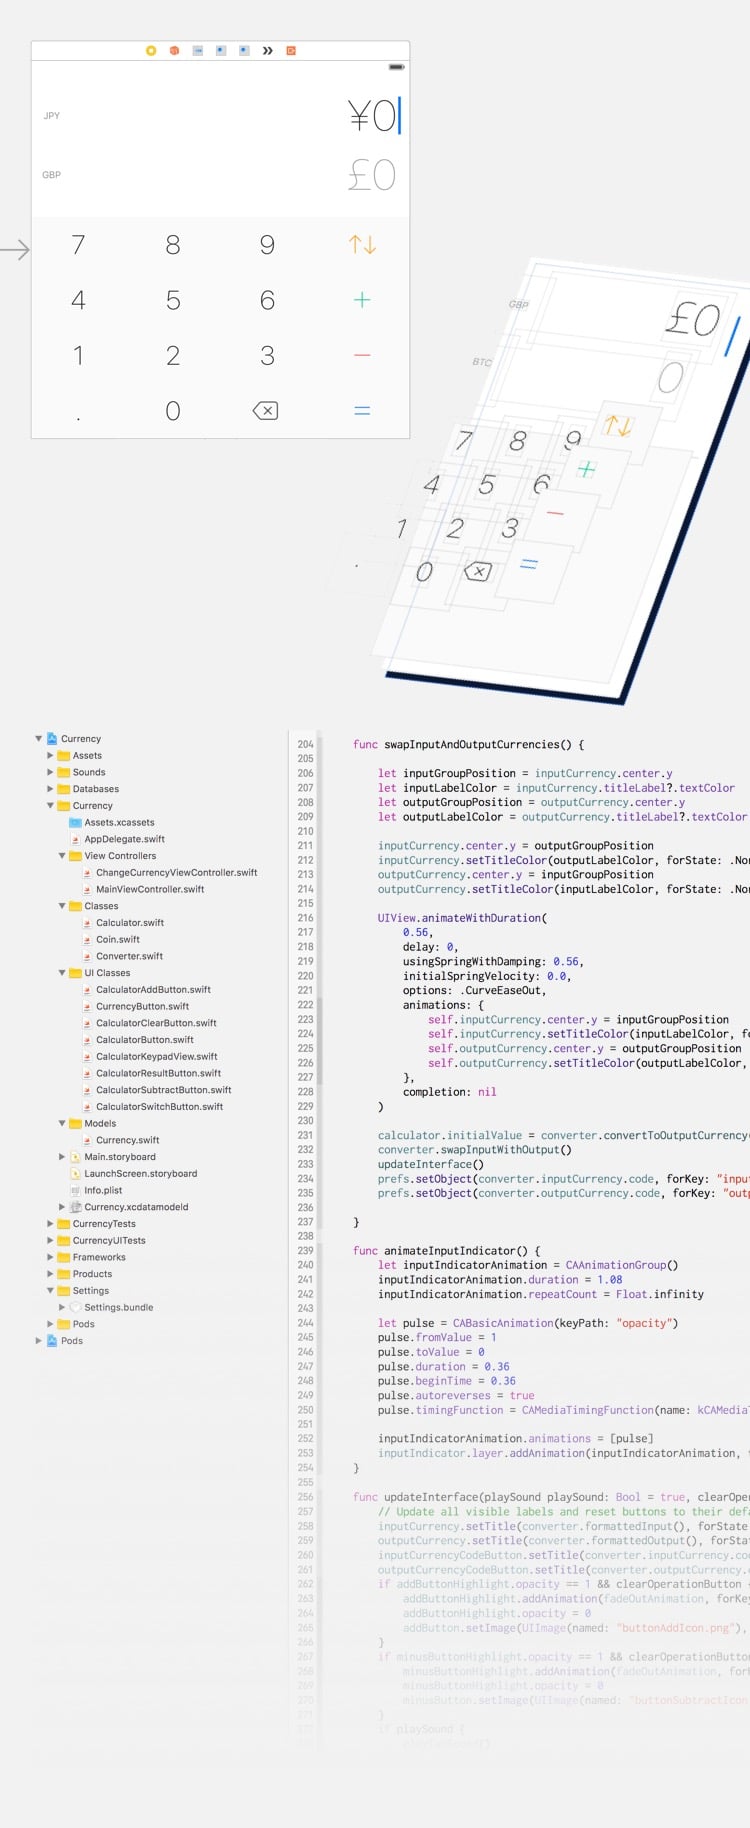 JPY
¥0
GBP
£0
7 8 9 ↑↓
4 5 6 +
1 2 3 −
. 0 =
GBP
£0
BTC
0
7 8 9 ↑↓
4 5 6 +
1 2 3 −
. 0 =
Currency
Assets
Sounds
Databases
Currency
Assets.xcassets
AppDelegate.swift
View Controllers
ChangeCurrencyViewController.swift
MainViewController.swift
Classes
Calculator.swift
Coin.swift
Converter.swift
UI Classes
CalculatorAddButton.swift
CurrencyButton.swift
CalculatorClearButton.swift
CalculatorButton.swift
CalculatorKeypadView.swift
CalculatorResultButton.swift
CalculatorSubtractButton.swift
CalculatorSwitchButton.swift
Models
Currency.swift
Main.storyboard
LaunchScreen.storyboard
Info.plist
Currency.xcdatamodeld
CurrencyTests
CurrencyUITests
Frameworks
Products
Settings
Settings.bundle
Pods
Pods
204 func swapInputAndOutputCurrencies() {
205
206 let inputGroupPosition = inputCurrency.center.y
207 let inputLabelColor = inputCurrency.titleLabel?.textColor
208 let outputGroupPosition = outputCurrency.center.y
209 let outputLabelColor = outputCurrency.titleLabel?.textColor
210
211 inputCurrency.center.y = outputGroupPosition
212 inputCurrency.setTitleColor(outputLabelColor, forState: .No
213 outputCurrency.center.y = inputGroupPosition
214 outputCurrency.setTitleColor(inputLabelColor, forState: .No
215
216 UIView.animateWithDuration(
217 0.56,
218 delay: 0,
219 usingSpringWithDamping: 0.56,
220 initialSpringVelocity: 0.0,
221 options: .CurveEaseOut,
222 animations: {
223 self.inputCurrency.center.y = inputGroupPosition
224 self.inputCurrency.setTitleColor(inputLabelColor, fo
225 self.outputCurrency.center.y = outputGroupPosition
226 self.outputCurrency.setTitleColor(outputLabelColor,
227 },
228 completion: nil
229 )
230
231 calculator.initialValue = converter.convertToOutputCurrency(
232 converter.swapInputWithOutput()
233 updateInterface()
234 prefs.setObject(converter.inputCurrency.code, forKey: "inpu
235 prefs.setObject(converter.outputCurrency.code, forKey: "outp
236
237 }
238
239 func animateInputIndicator() {
240 let inputIndicatorAnimation = CAAnimationGroup()
241 inputIndicatorAnimation.duration = 1.08
242 inputIndicatorAnimation.repeatCount = Float.infinity
243
244 let pulse = CABasicAnimation(keyPath: "opacity")
245 pulse.fromValue = 1
246 pulse.toValue = 0
247 pulse.duration = 0.36
248 pulse.beginTime = 0.36
249 pulse.autoreverses = true
250 pulse.timingFunction = CAMediaTimingFunction(name: kCAMediaT
251
252 inputIndicatorAnimation.animations = [pulse]
253 inputIndicator.layer.addAnimation(inputIndicatorAnimation,
254 }
255
256 func updateInterface(playSound playSound: Bool = true, clearOpe
257 // Update all visible labels and reset buttons to their defa
258 inputCurrency.setTitle(converter.formattedInput(), forState
259 outputCurrency.setTitle(converter.formattedOutput(), forSta
260 inputCurrencyCodeButton.setTitle(converter.inputCurrency.co
261 outputCurrencyCodeButton.setTitle(converter.outputCurrency.
262 if addButtonHighlight.opacity == 1 && clearOperationButton {
263 addButtonHighlight.addAnimation(fadeOutAnimation, forKey
264 addButtonHighlight.opacity = 0
265 addButton.setImage(UIImage(named: "buttonAddIcon.png"),
266 }
267 if minusButtonHighlight.opacity == 1 && clearOperationButto
268 minusButtonHighlight.addAnimation(fadeOutAnimation, forK
269 minusButtonHighlight.opacity = 0
270 minusButton.setImage(UIImage(named: "buttonSubtractIcon
271 }
272 if playSound {